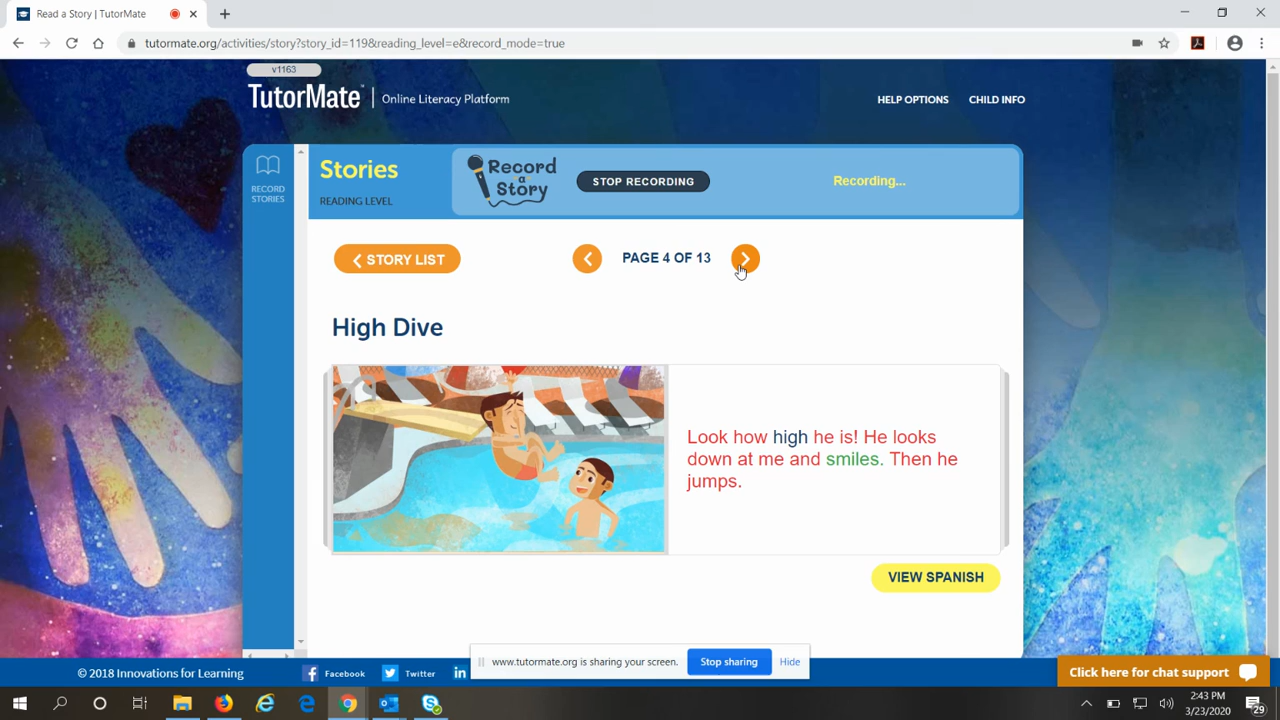 Read a Story | TutorMate
tutormate.org/activities/story?story_id=119&reading_level=e&record_mode=true
v1163
TutorMate | Online Literacy Platform
HELP OPTIONS CHILD INFO
RECORD
STORIES
Stories
READING LEVEL
Record
a
Story
STOP RECORDING
Recording...
STORY LIST
PAGE 4 OF 13
High Dive
Look how high he is! He looks
down at me and smiles. Then he
jumps.
VIEW SPANISH
www.tutormate.org is sharing your screen. Stop sharing Hide
© 2018 Innovations for Learning
Facebook
Twitter
in
Click here for chat support
2:43 PM
3/23/2020
29